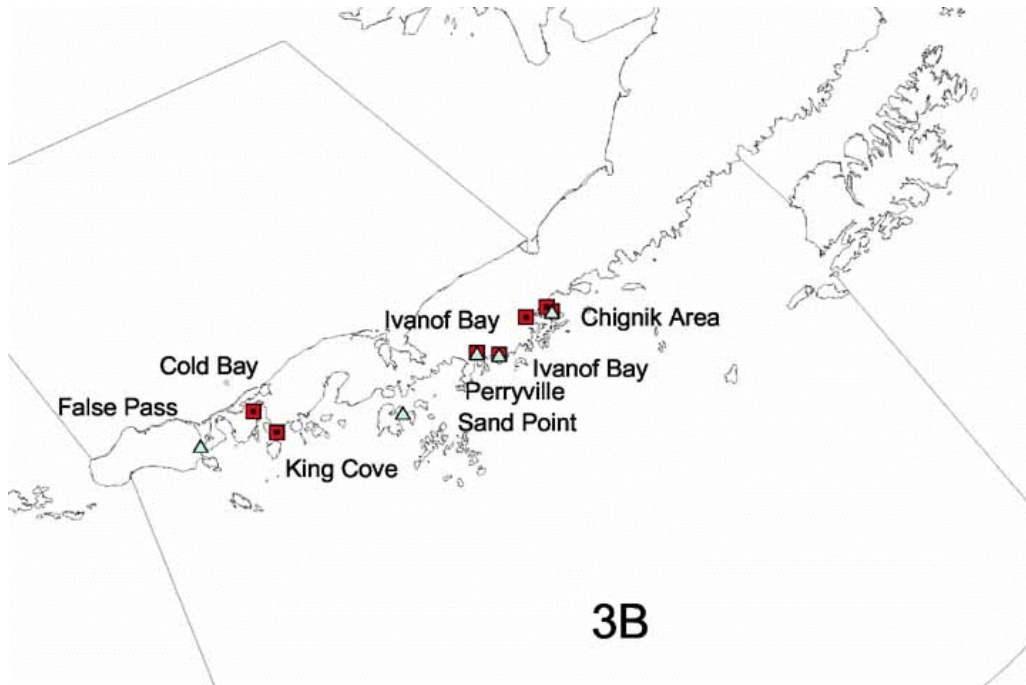 Ivanof Bay
Chignik Area
Cold Bay
Ivanof Bay
Perryville
False Pass
Sand Point
King Cove
3B